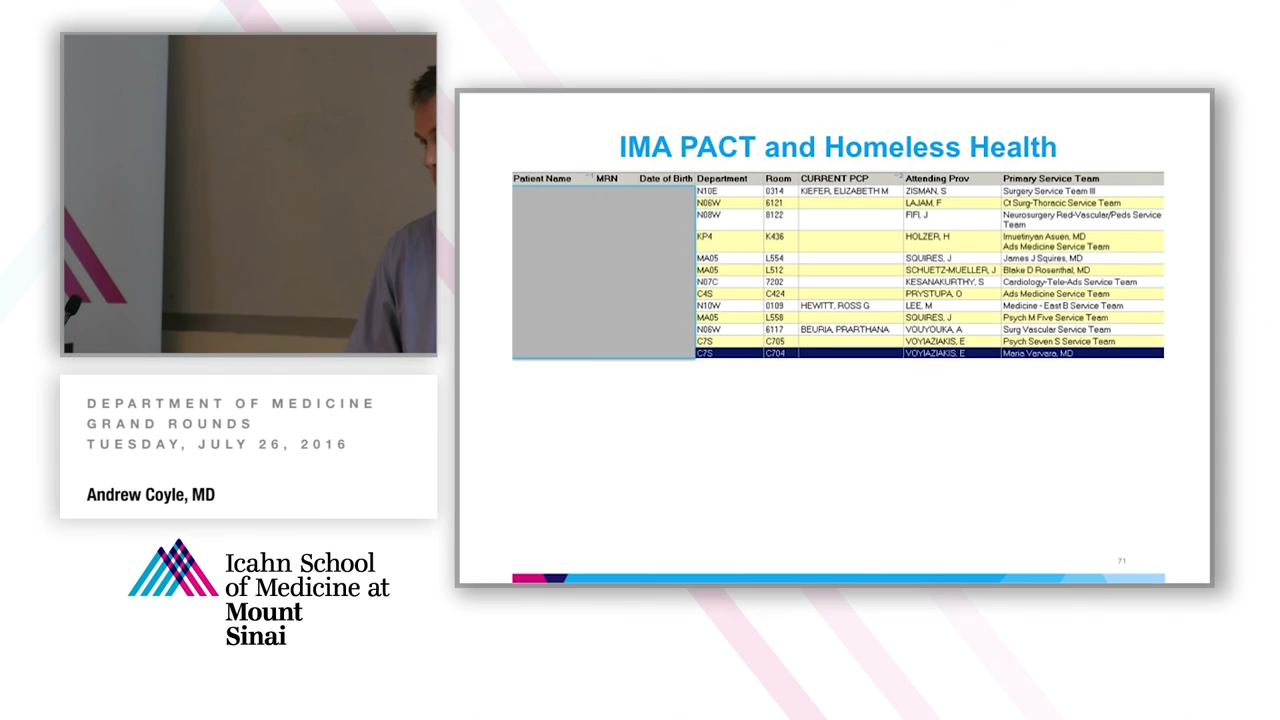 DEPARTMENT OF MEDICINE
GRAND ROUNDS
TUESDAY, JULY 26, 2016
Andrew Coyle, MD
Icahn School
of Medicine at
Mount
Sinai
IMA PACT and Homeless Health
Patient Name MRN Date of Birth Department Room CURRENT PCP Attending Prov Primary Service Team
N10E 0314 KIEFER, ELIZABETH M ZISMAN, S Surgery Service Team III
N06W 6121 LAJAM, F Ct Surg-Thoracic Service Team
N08W 8122 FIFI, J Neurosurgery Red-Vascular/Peds Service
Team
KP4 K436 HOLZER, H Imuetinyan Asuen, MD
Ads Medicine Service Team
MA05 L554 SQUIRES, J James J Squires, MD
MA05 L512 SCHUETZ-MUELLER, J Blake D Rosenthal, MD
N07C 7202 KESANAKURTHY, S Cardiology-Tele-Ads Service Team
C4S C424 PRYSTUPA, O Ads Medicine Service Team
N10W 0109 HEWITT, ROSS G LEE, M Medicine - East B Service Team
MA05 L558 SQUIRES, J Psych M Five Service Team
N06W 6117 BEURIA, PRARTHANA VOUYOUKA, A Surg Vascular Service Team
C7S C705 VOYIAZIAKIS, E Psych Seven S Service Team
C7S C704 VOYIAZIAKIS, E Maria Varvara, MD
71